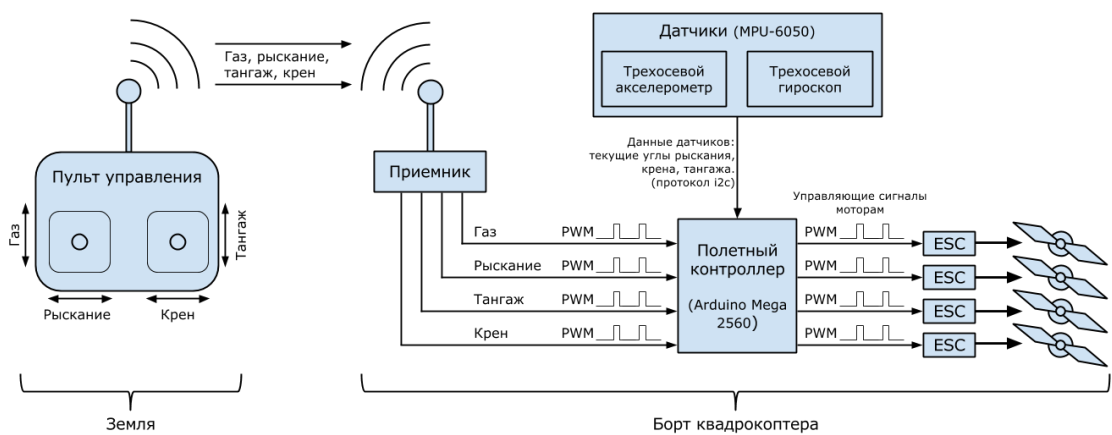 Газ, рыскание,
тангаж, крен
Датчики (MPU-6050)
Трехосевой
акселерометр
Трехосевой
гироскоп
Данные датчиков:
текущие углы рыскания,
крена, тангажа.
(протокол i2c)
Пульт управления
Газ
Тангаж
Рыскание
Крен
Приемник
Газ
PWM
Рыскание
PWM
Тангаж
PWM
Крен
PWM
Полетный
контроллер
(Arduino Mega
2560)
Управляющие сигналы
моторам
PWM
ESC
PWM
ESC
PWM
ESC
PWM
ESC
Земля
Борт квадрокоптера